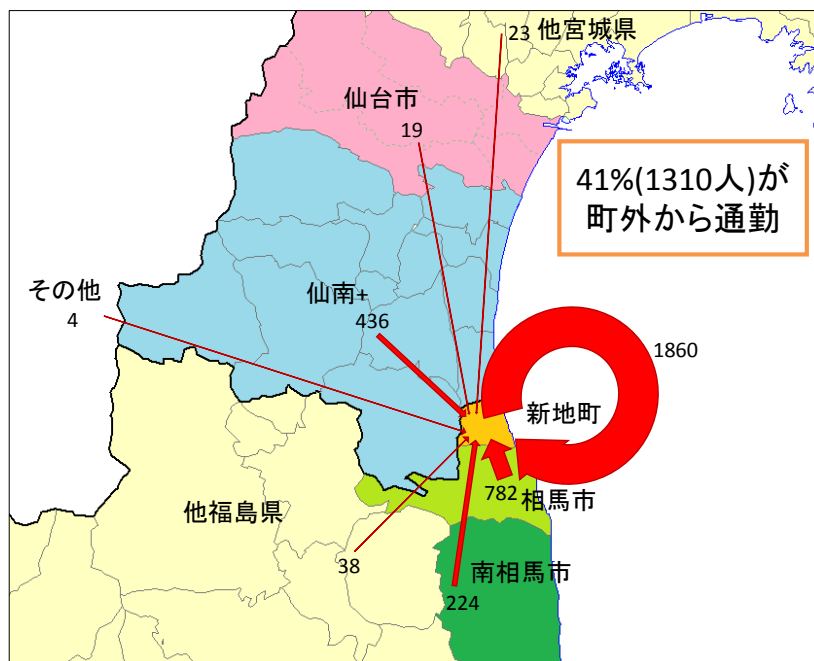 23 他宮城県
仙台市
19
41%(1310人)が
町外から通勤
その他
4
仙南+
436
1860
新地町
782 相馬市
他福島県
38
南相馬市
224